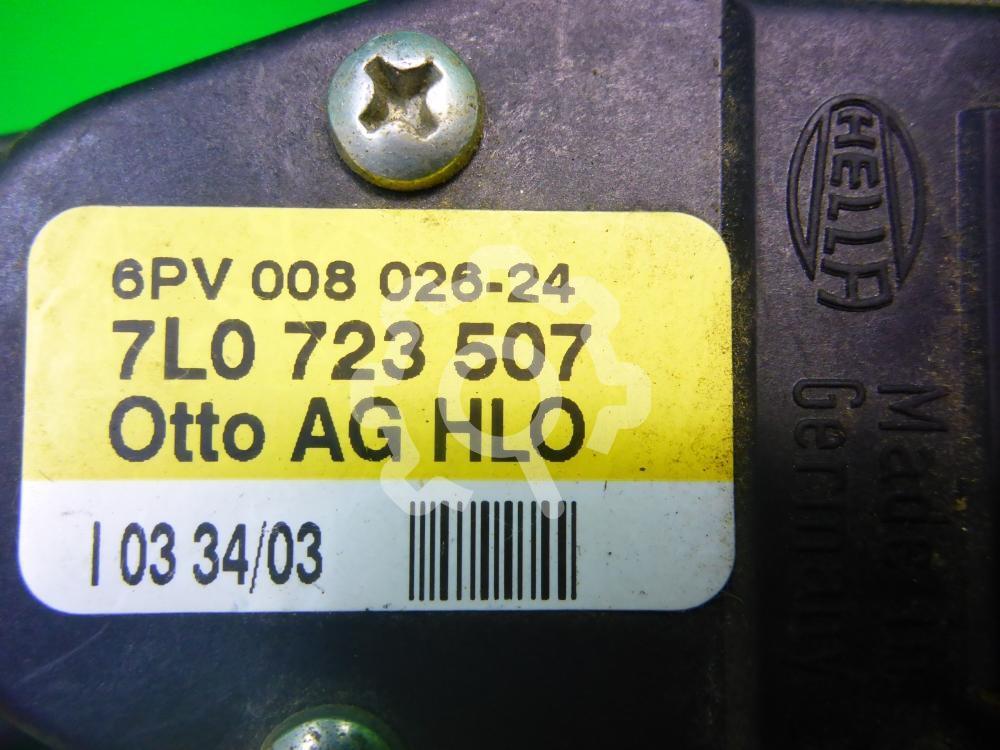 6PV 008 026-24
7L0 723 507
Otto AG HLO
I 03 34/03
HELLA
Made in
Germany